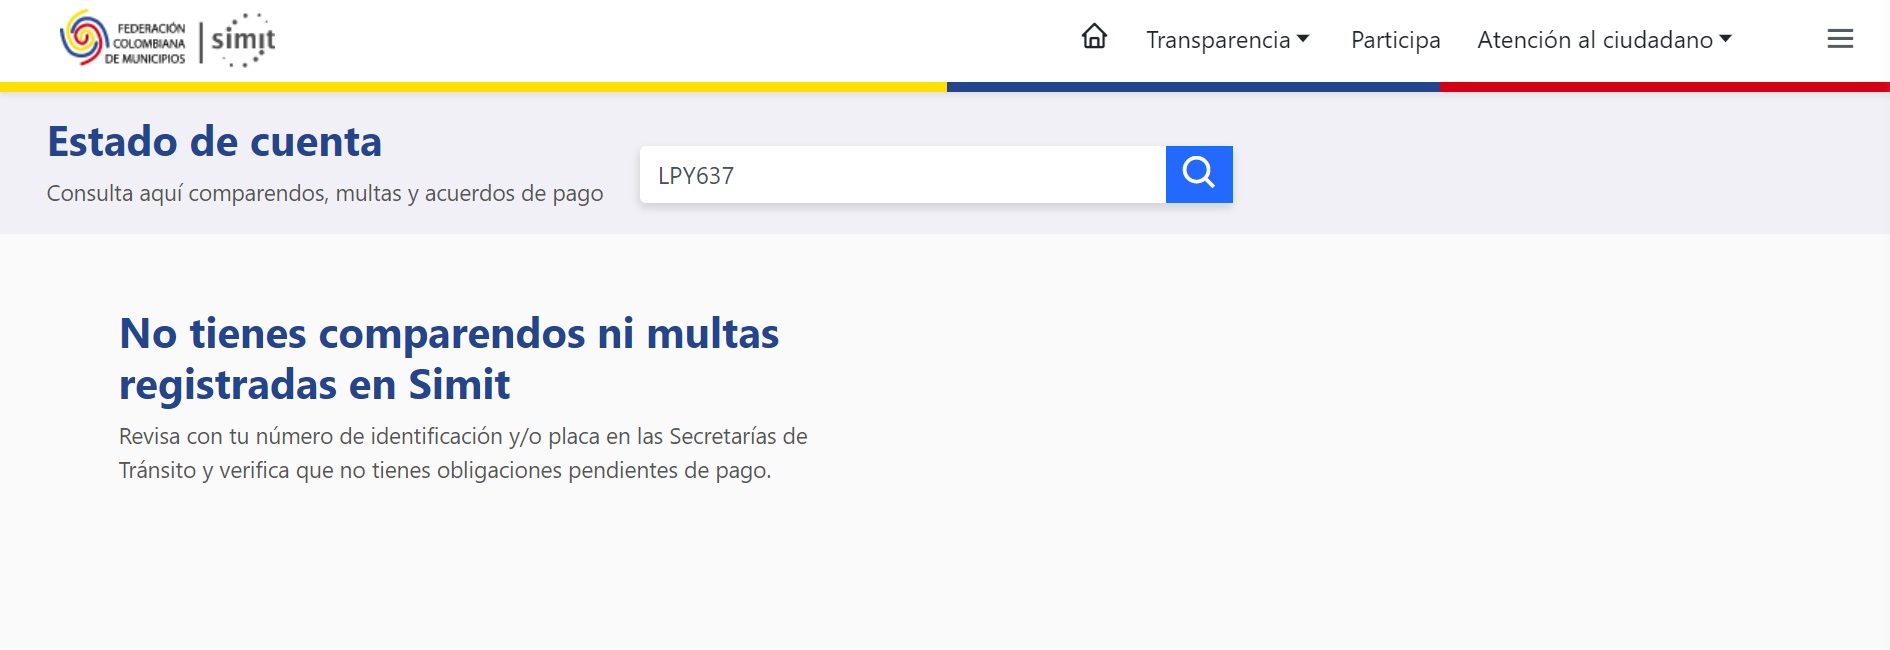 FEDERACIÓN
COLOMBIANA
DE MUNICIPIOS
simit
Transparencia
Participa
Atención al ciudadano
Estado de cuenta
Consulta aquí comparendos, multas y acuerdos de pago
LPY637
No tienes comparendos ni multas
registradas en Simit
Revisa con tu número de identificación y/o placa en las Secretarías de
Tránsito y verifica que no tienes obligaciones pendientes de pago.